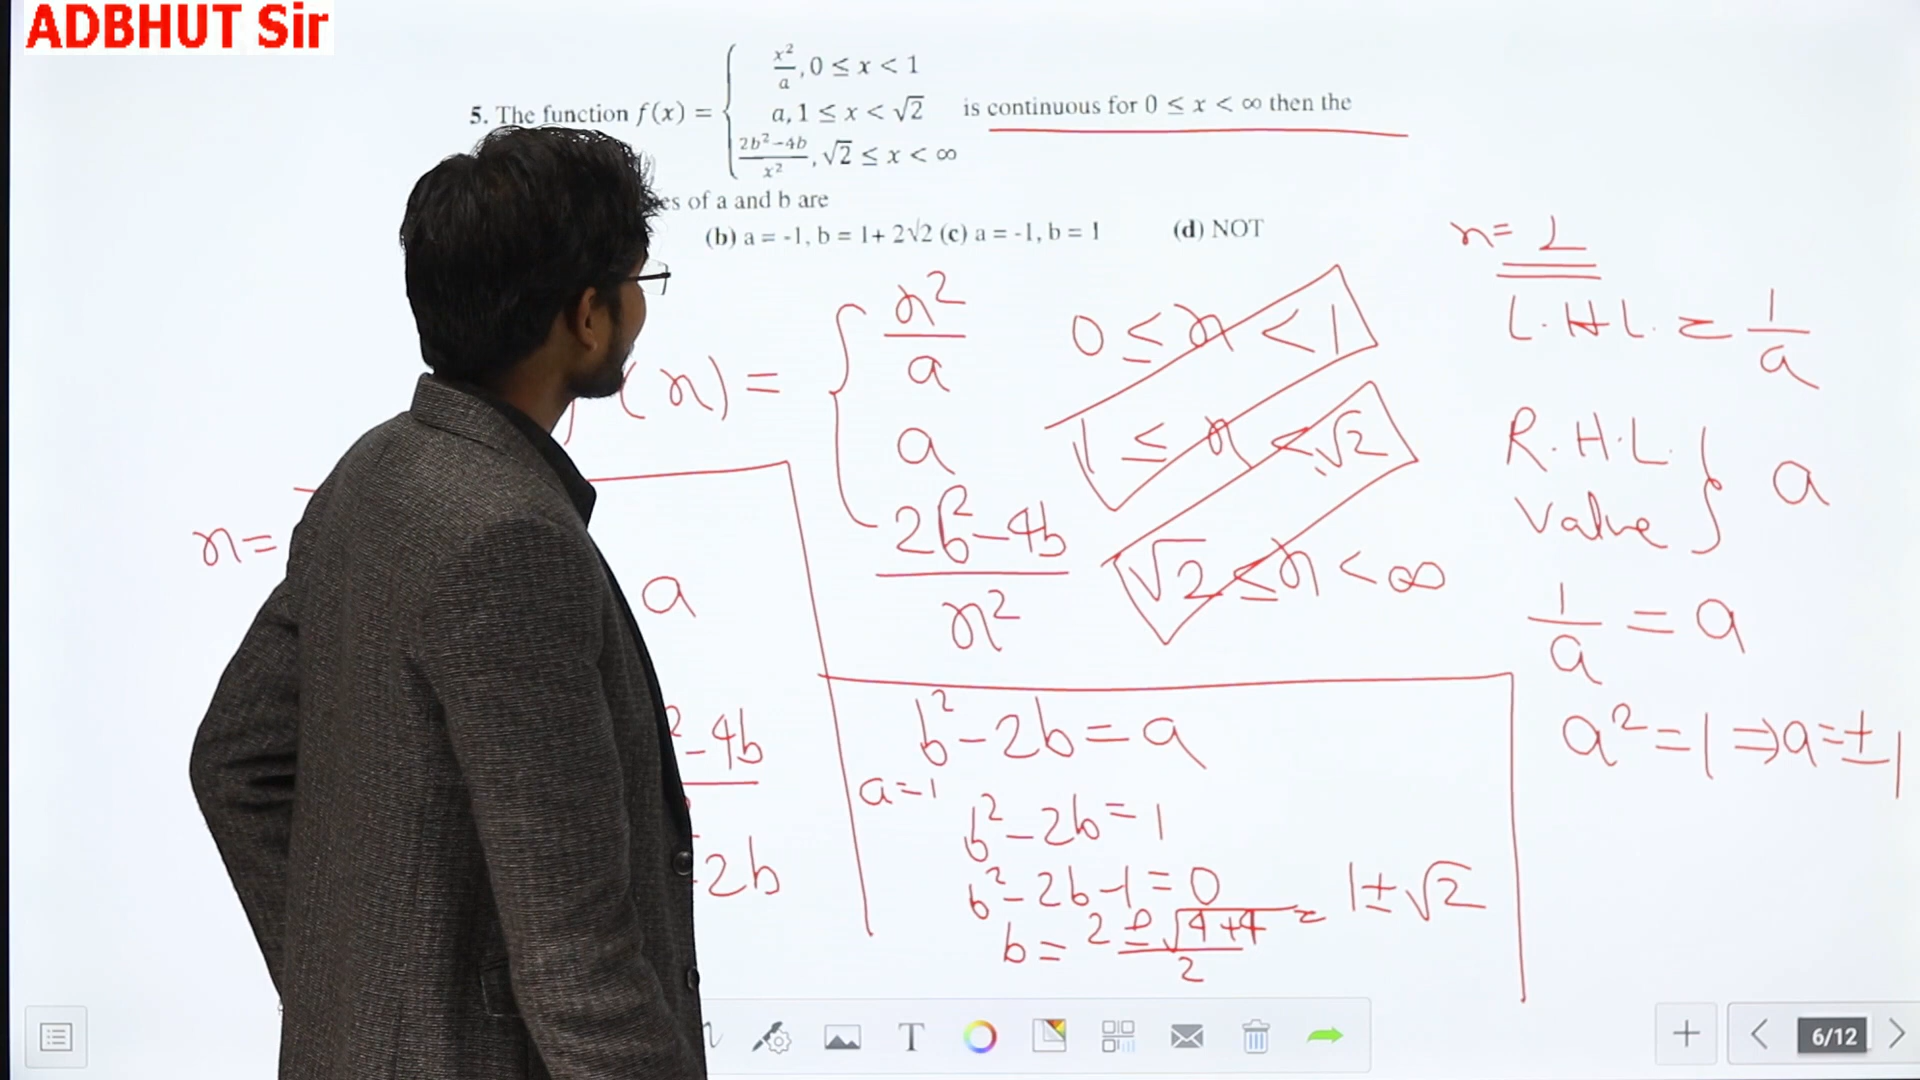 ADBHUT Sir
5. The function f(x) = { x²/a, 0 ≤ x < 1
a, 1 ≤ x < √2 is continuous for 0 ≤ x < ∞ then the
2b²−4b/x², √2 ≤ x < ∞
of a and b are
(b) a = -1, b = 1+ 2√2 (c) a = -1, b = 1 (d) NOT
(x) = { x²/a 0 ≤ x < 1
a 1 ≤ x < √2
2b²−4b/x² √2 ≤ x < ∞
x=
a
−4b
2b
b²−2b=a
a=1
b²−2b=1
b²−2b−1=0
b= 2±√4+4/2 = 1±√2
x= 1
L.H.L. = 1/a
R.H.L.
Value } a
1/a = a
a²=1⇒a=±1
T
6/12